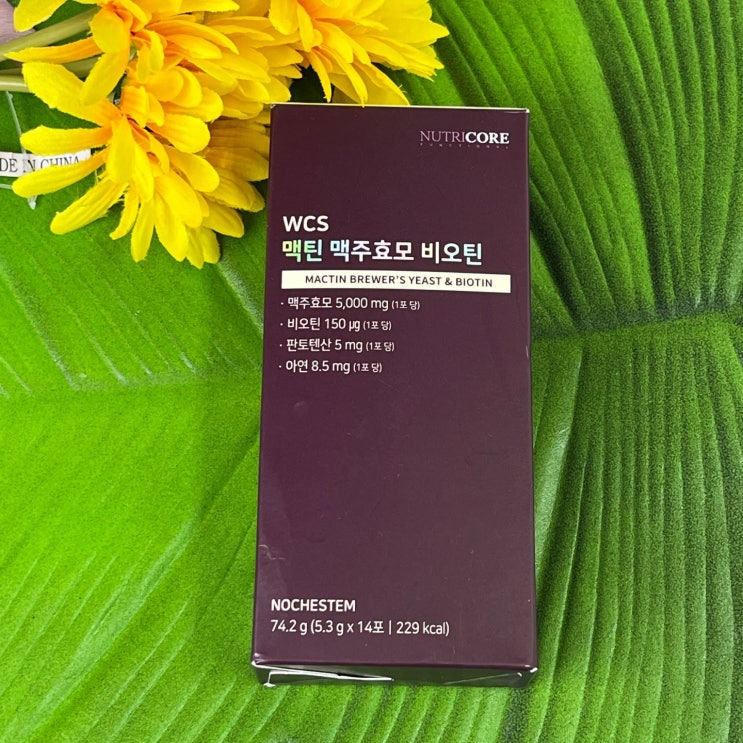 NUTRICORE
FUNCTIONAL
DE IN CHINA
WCS
맥틴 맥주효모 비오틴
MACTIN BREWER'S YEAST & BIOTIN
· 맥주효모 5,000 mg (1포 당)
· 비오틴 150 μg (1포 당)
· 판토텐산 5 mg (1포 당)
· 아연 8.5 mg (1포 당)
NOCHESTEM
74.2 g (5.3 g x 14포 | 229 kcal)